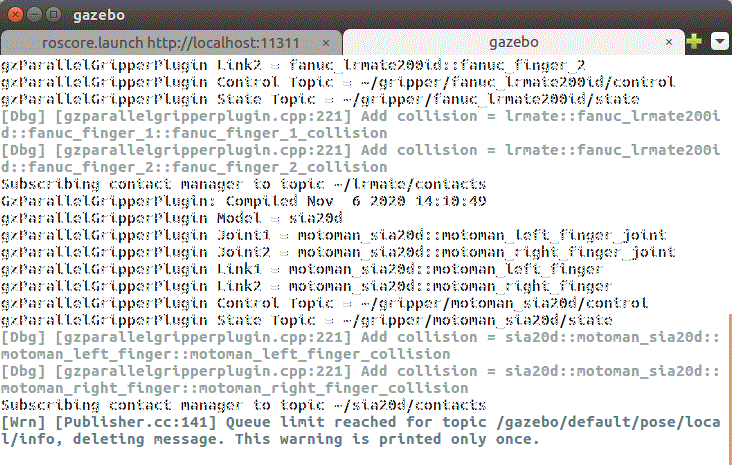 gazebo
roscore.launch http://localhost:11311 ×
gazebo ×
gzParallelGripperPlugin Link2 = fanuc_lrmate200id::fanuc_finger_2
gzParallelGripperPlugin Control Topic = ~/gripper/fanuc_lrmate200id/control
gzParallelGripperPlugin State Topic = ~/gripper/fanuc_lrmate200id/state
[Dbg] [gzparallelgripperplugin.cpp:221] Add collision = lrmate::fanuc_lrmate200i
d::fanuc_finger_1::fanuc_finger_1_collision
[Dbg] [gzparallelgripperplugin.cpp:221] Add collision = lrmate::fanuc_lrmate200i
d::fanuc_finger_2::fanuc_finger_2_collision
Subscribing contact manager to topic ~/lrmate/contacts
GzParallelGripperPlugin: Compiled Nov  6 2020 14:10:49
gzParallelGripperPlugin Model = sia20d
gzParallelGripperPlugin Joint1 = motoman_sia20d::motoman_left_finger_joint
gzParallelGripperPlugin Joint2 = motoman_sia20d::motoman_right_finger_joint
gzParallelGripperPlugin Link1 = motoman_sia20d::motoman_left_finger
gzParallelGripperPlugin Link2 = motoman_sia20d::motoman_right_finger
gzParallelGripperPlugin Control Topic = ~/gripper/motoman_sia20d/control
gzParallelGripperPlugin State Topic = ~/gripper/motoman_sia20d/state
[Dbg] [gzparallelgripperplugin.cpp:221] Add collision = sia20d::motoman_sia20d::
motoman_left_finger::motoman_left_finger_collision
[Dbg] [gzparallelgripperplugin.cpp:221] Add collision = sia20d::motoman_sia20d::
motoman_right_finger::motoman_right_finger_collision
Subscribing contact manager to topic ~/sia20d/contacts
[Wrn] [Publisher.cc:141] Queue limit reached for topic /gazebo/default/pose/loca
l/info, deleting message. This warning is printed only once.